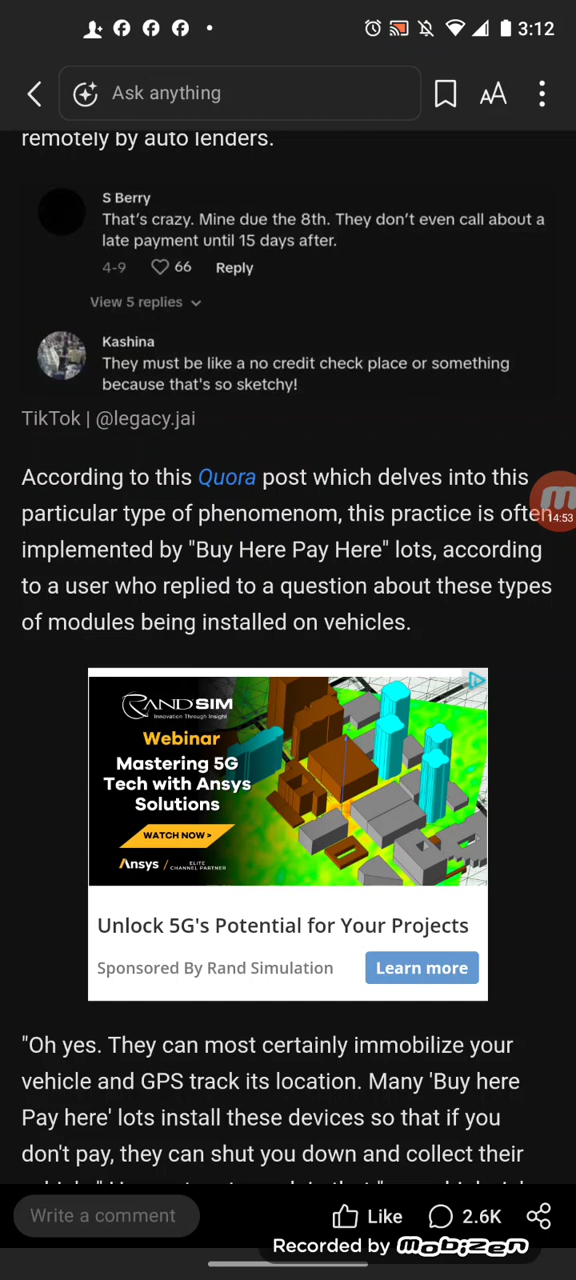 3:12
Ask anything
AA
remotely by auto lenders.
S Berry
That's crazy. Mine due the 8th. They don't even call about a
late payment until 15 days after.
4-9 66 Reply
View 5 replies
Kashina
They must be like a no credit check place or something
because that's so sketchy!
TikTok | @legacy.jai
According to this Quora post which delves into this
particular type of phenomenom, this practice is often
14:53
implemented by "Buy Here Pay Here" lots, according
to a user who replied to a question about these types
of modules being installed on vehicles.
RANDSIM
Innovation Through Insight
Webinar
Mastering 5G
Tech with Ansys
Solutions
WATCH NOW >
Ansys / ELITE
CHANNEL PARTNER
Unlock 5G's Potential for Your Projects
Sponsored By Rand Simulation Learn more
"Oh yes. They can most certainly immobilize your
vehicle and GPS track its location. Many 'Buy here
Pay here' lots install these devices so that if you
don't pay, they can shut you down and collect their
Write a comment Like 2.6K
Recorded by mobizen